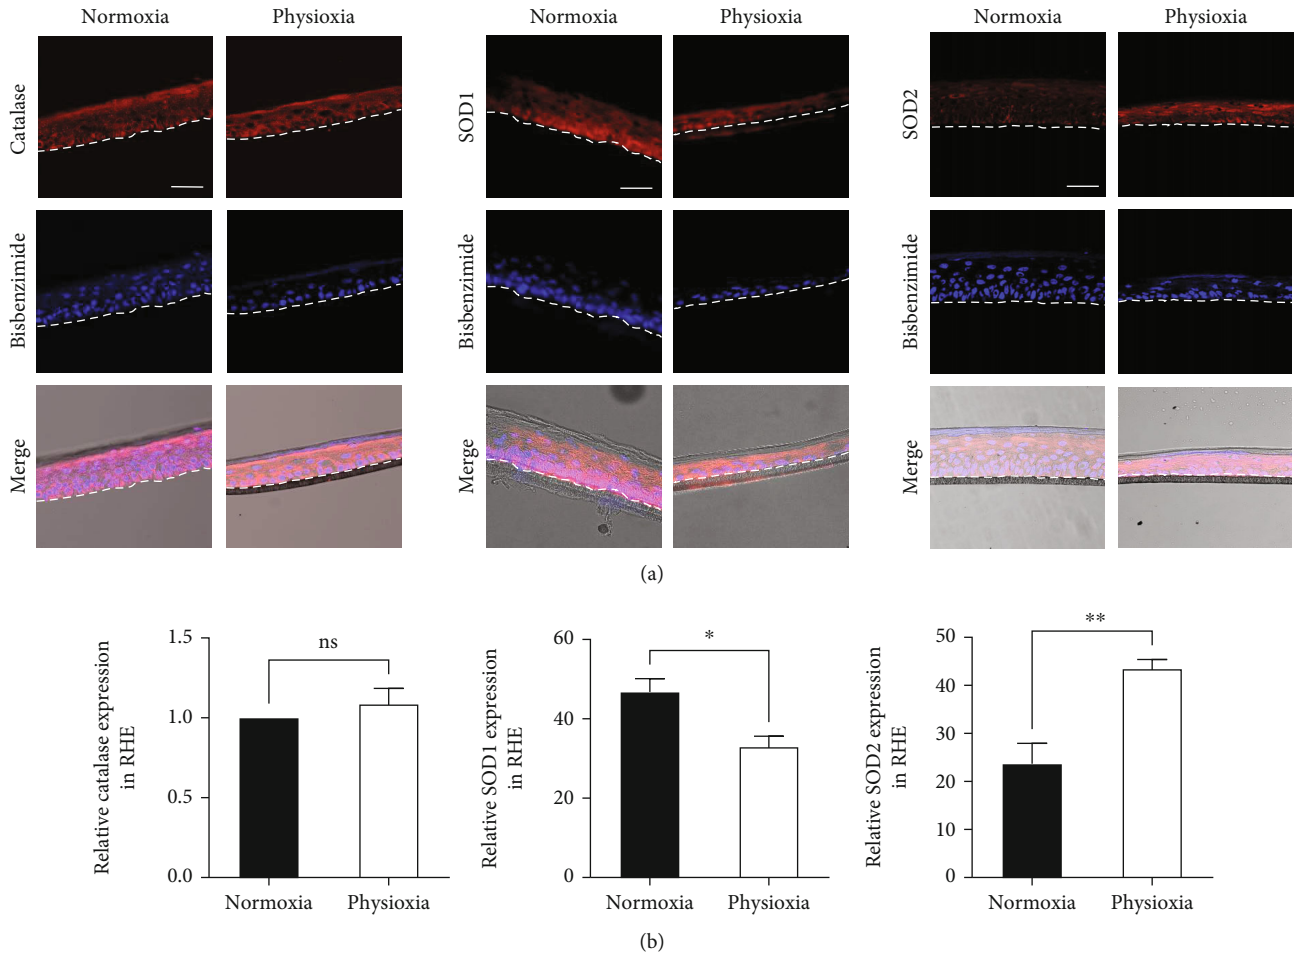 Normoxia Physioxia Normoxia Physioxia Normoxia Physioxia
Catalase SOD1 SOD2
Bisbenzimide Bisbenzimide Bisbenzimide
Merge Merge Merge
(a)
Relative catalase expression
in RHE
1.5
1.0
0.5
0.0
ns
Normoxia Physioxia
Relative SOD1 expression
in RHE
60
40
20
0
*
Normoxia Physioxia
Relative SOD2 expression
in RHE
50
40
30
20
10
0
**
Normoxia Physioxia
(b)